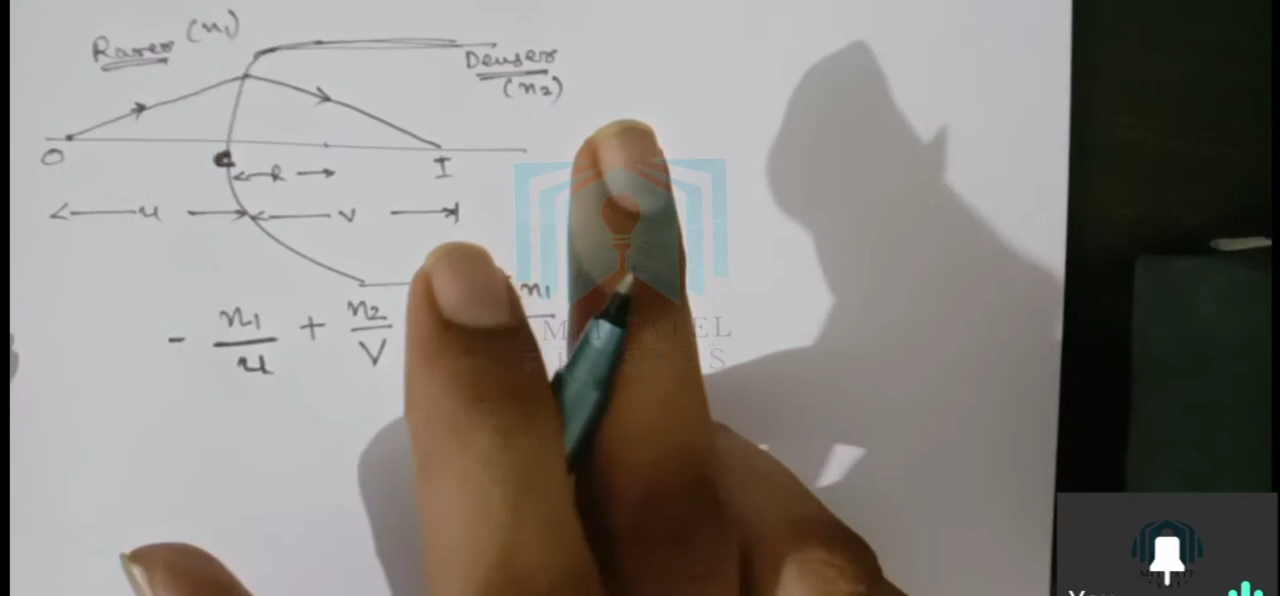 Rarer (n1)
Denser
(n2)
O
C
I
R
u
v
- n1/u + n2/v
n1